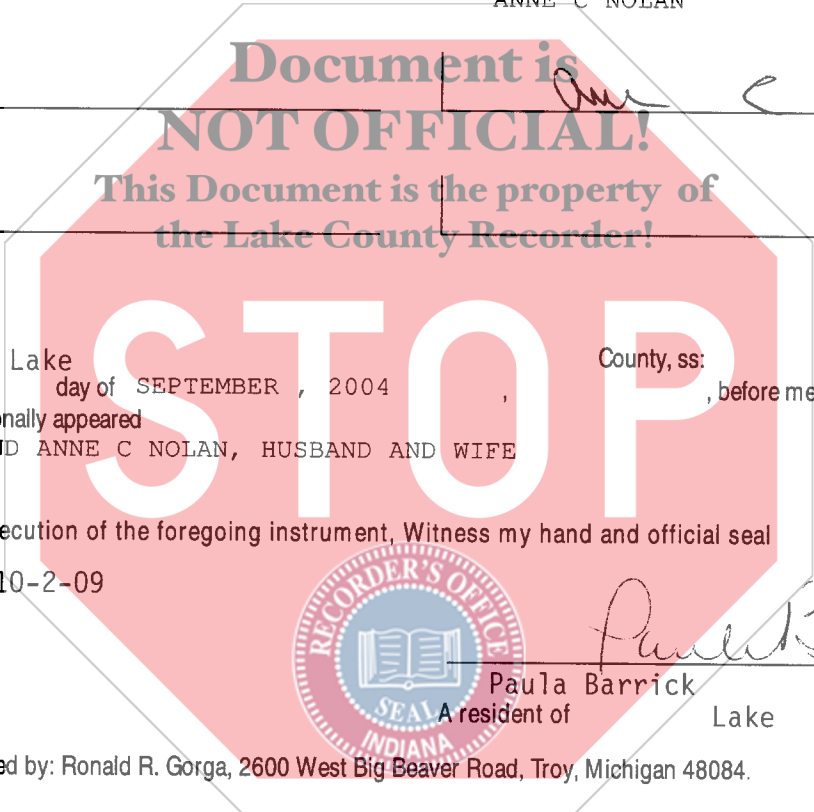 ANNE C NOLAN
Document is
NOT OFFICIAL!
This Document is the property of
the Lake County Recorder!
STOP
Lake County, ss:
day of SEPTEMBER , 2004 , , before me
nally appeared
D ANNE C NOLAN, HUSBAND AND WIFE
ecution of the foregoing instrument, Witness my hand and official seal
10-2-09
RECORDER'S OFFICE
SEAL
INDIANA
Paula B
Paula Barrick
A resident of Lake
ed by: Ronald R. Gorga, 2600 West Big Beaver Road, Troy, Michigan 48084.